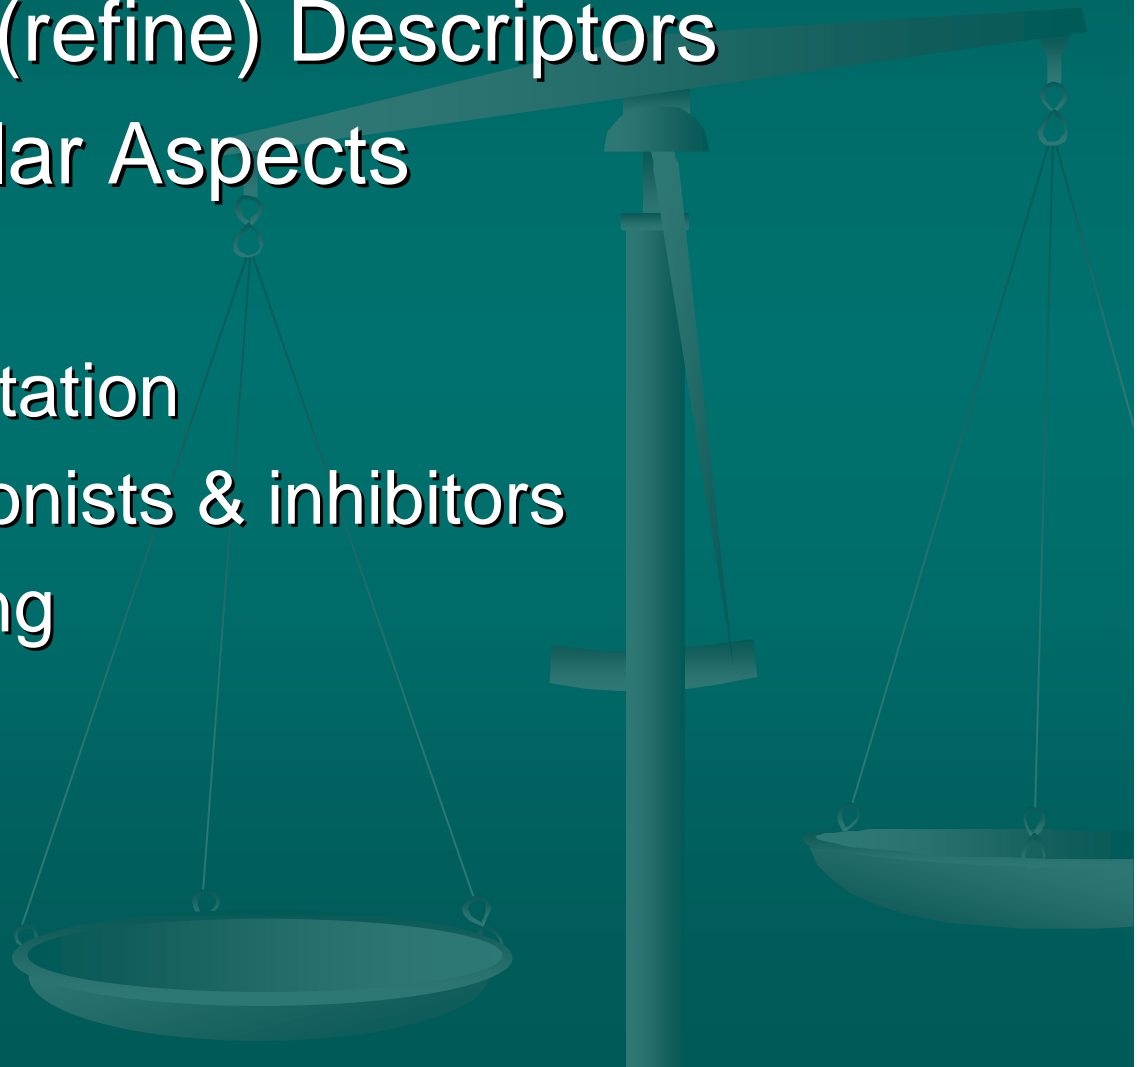 (refine) Descriptors
lar Aspects
tation
onists & inhibitors
ng